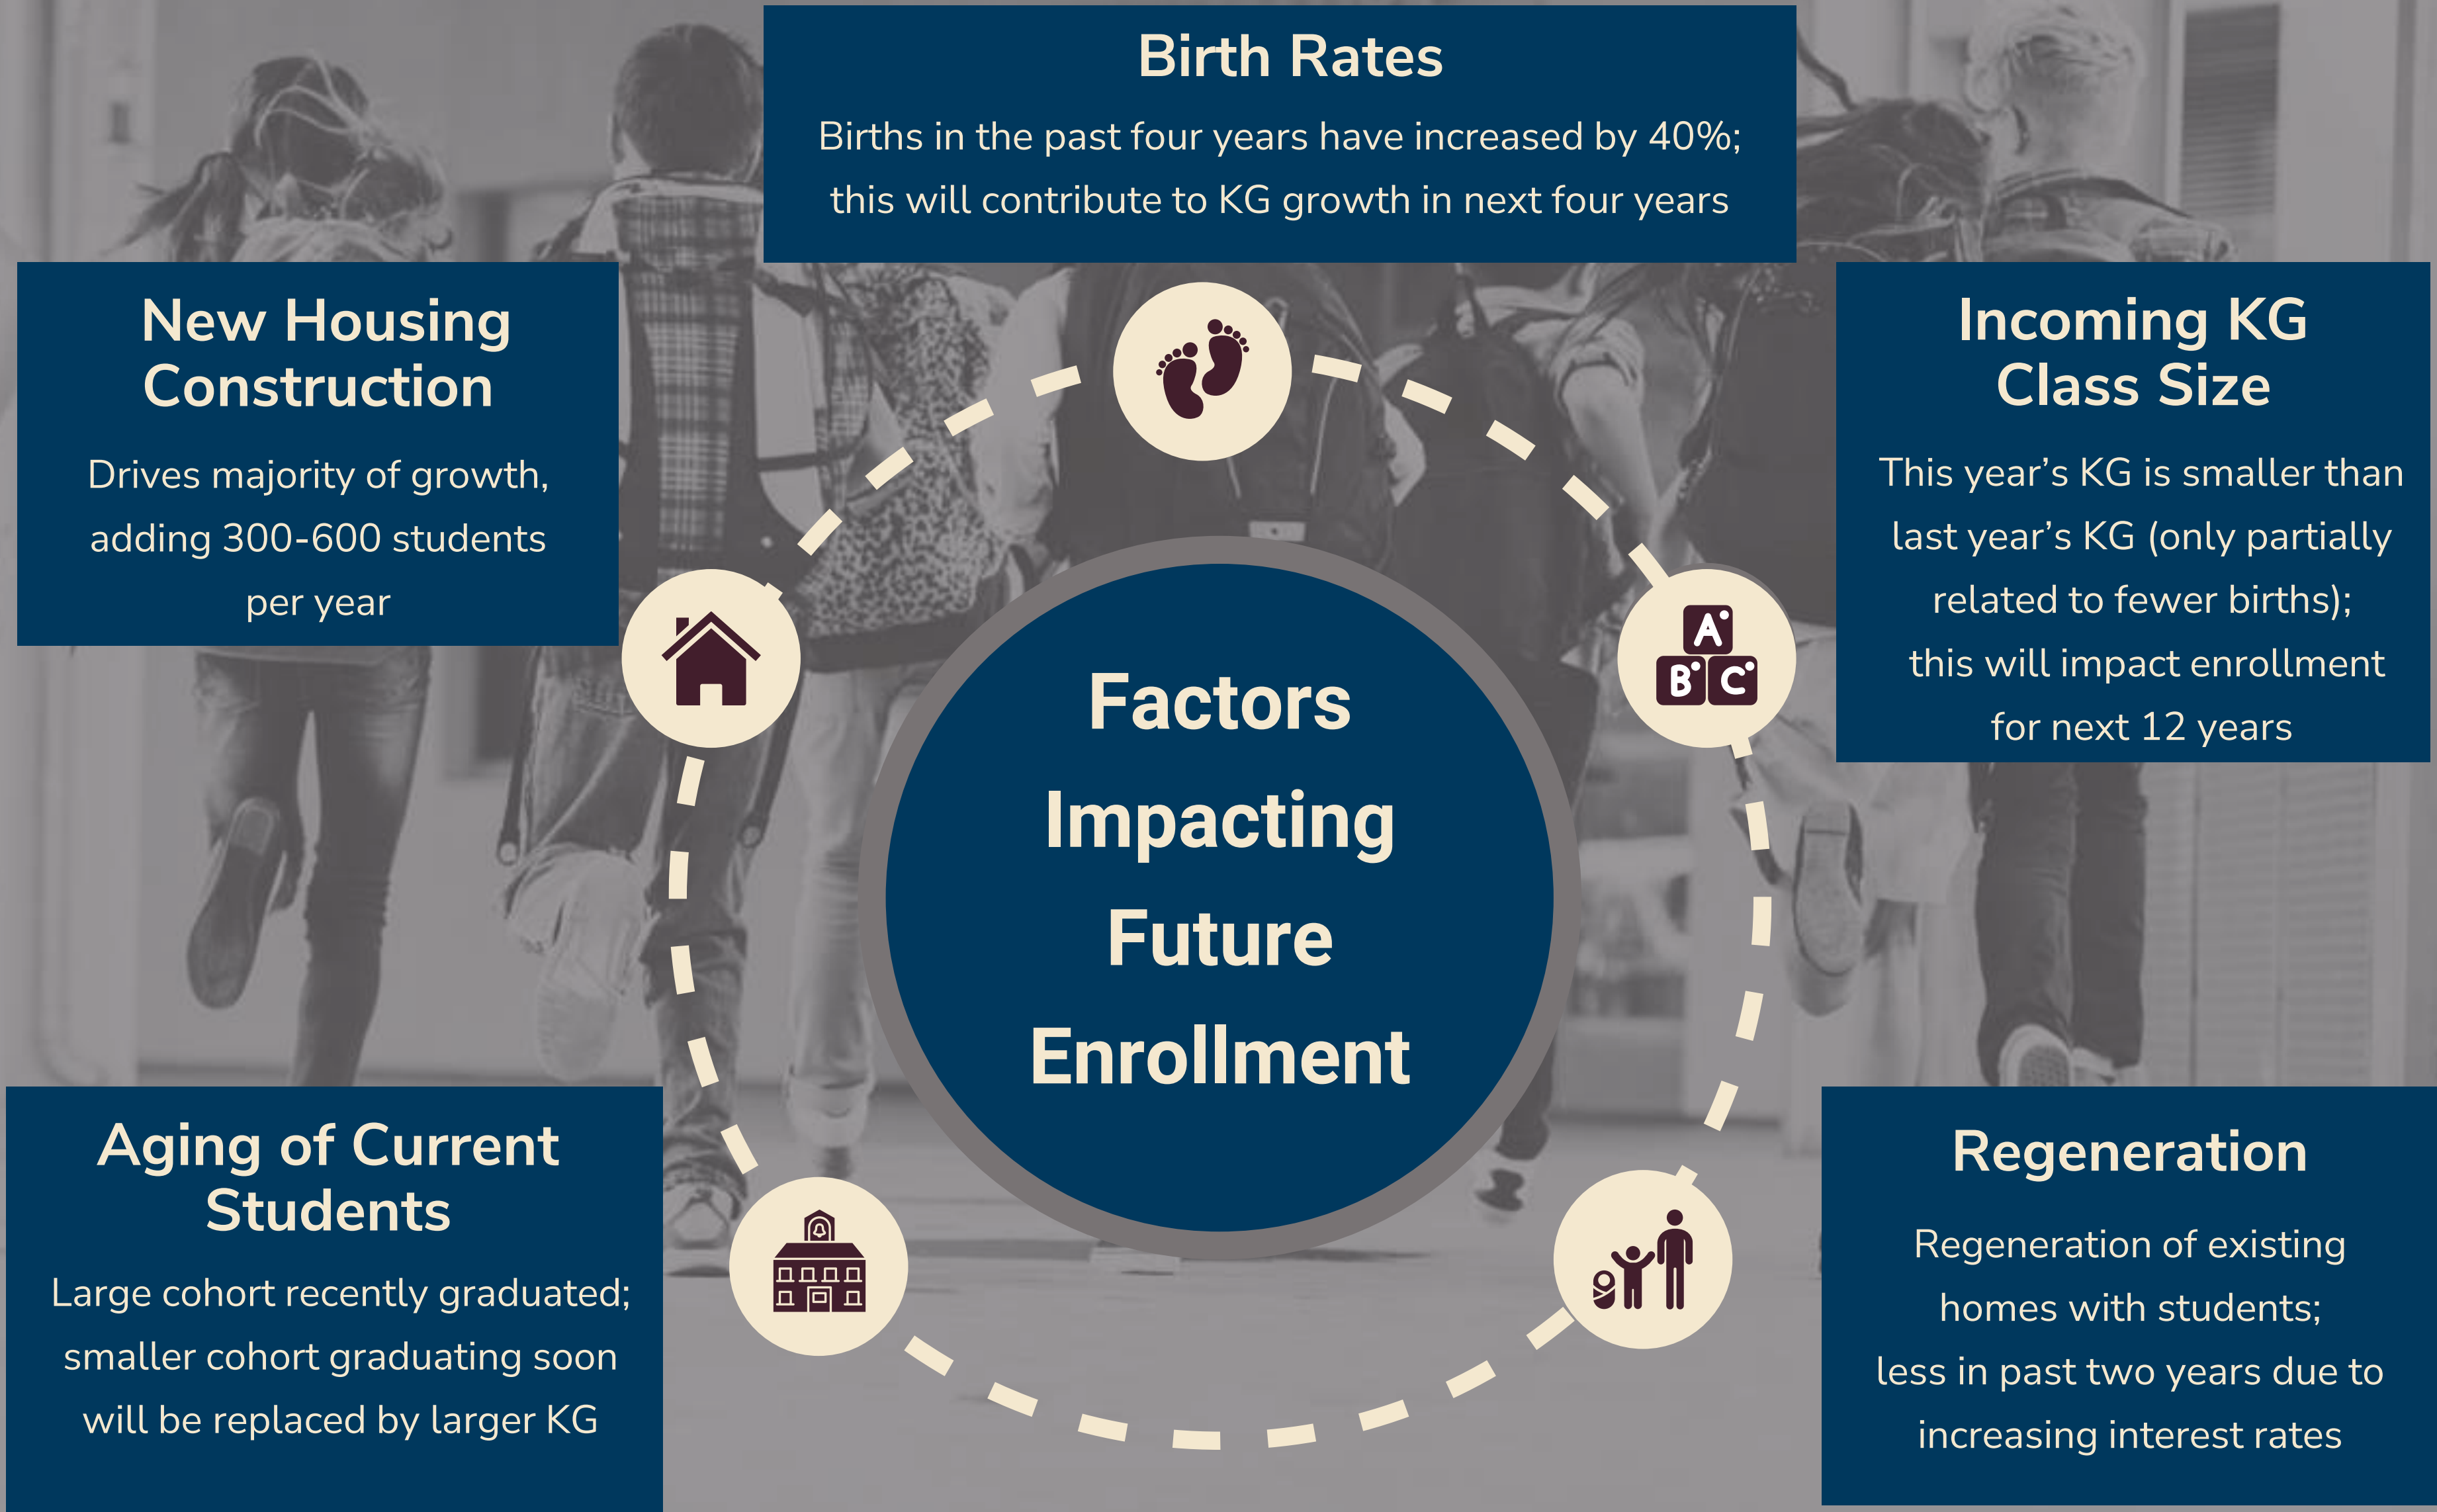 Birth Rates
Births in the past four years have increased by 40%;
this will contribute to KG growth in next four years
New Housing
Construction
Drives majority of growth,
adding 300-600 students
per year
Incoming KG
Class Size
This year’s KG is smaller than
last year’s KG (only partially
related to fewer births);
this will impact enrollment
for next 12 years
A
B C
Factors
Impacting
Future
Enrollment
Aging of Current
Students
Large cohort recently graduated;
smaller cohort graduating soon
will be replaced by larger KG
Regeneration
Regeneration of existing
homes with students;
less in past two years due to
increasing interest rates